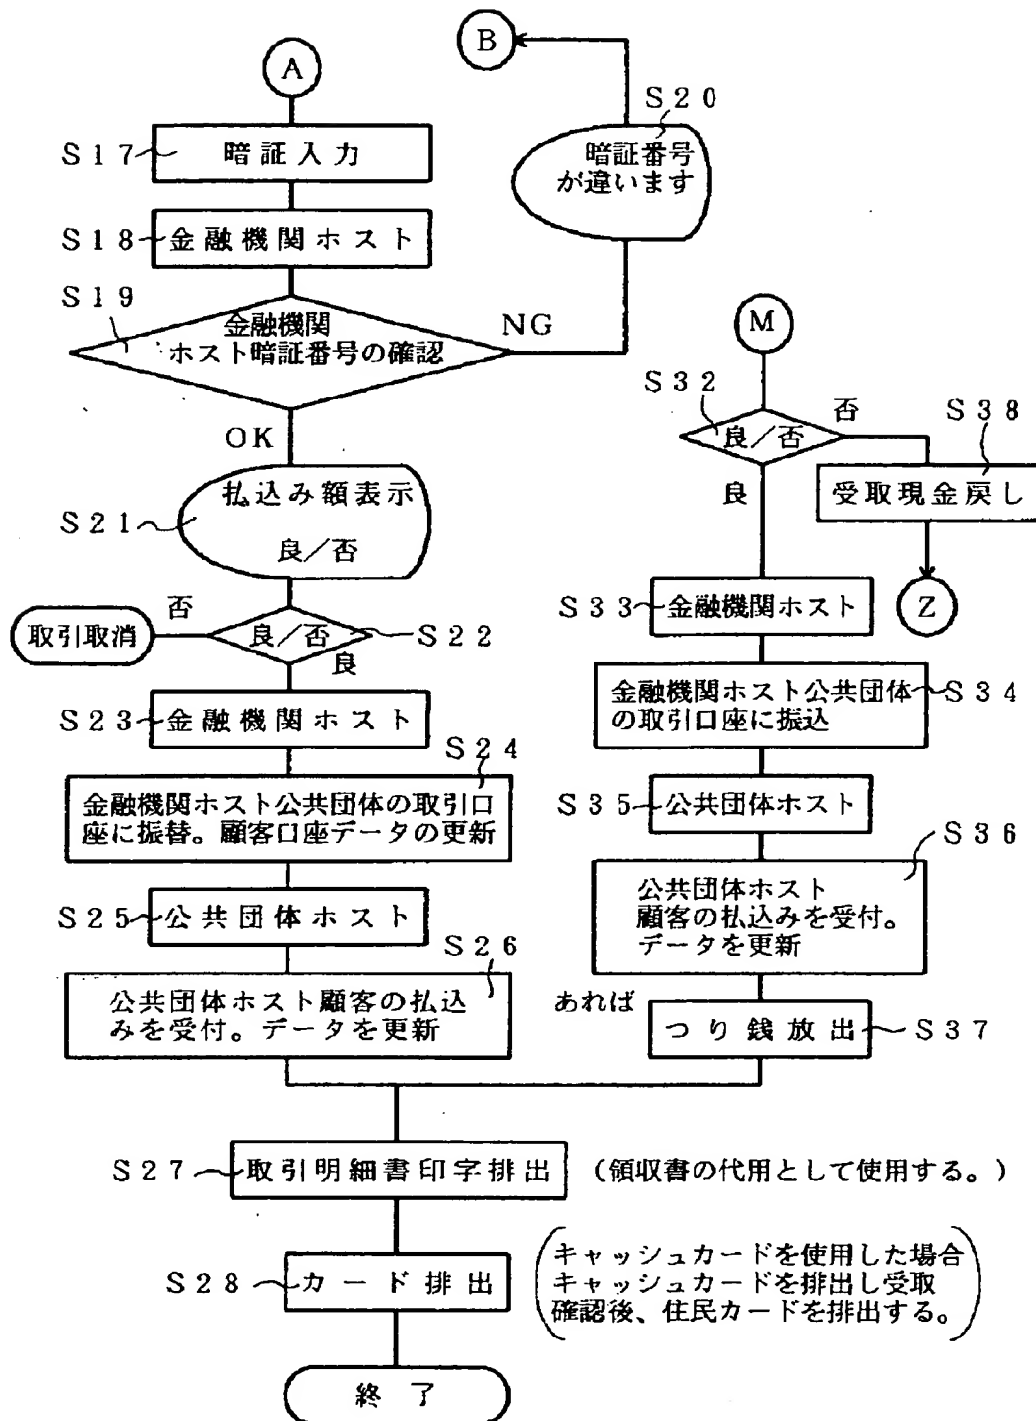 B
A
S20
暗証番号
が違います
S17
暗証入力
S18
金融機関ホスト
S19
金融機関
ホスト暗証番号の確認
NG
OK
S21
払込み額表示
良／否
取引取消
否
良／否
S22
良
S23
金融機関ホスト
S24
金融機関ホスト公共団体の取引口
座に振替。顧客口座データの更新
S25
公共団体ホスト
S26
公共団体ホスト顧客の払込
みを受付。データを更新
M
S32
良／否
否
S38
受取現金戻し
Z
良
S33
金融機関ホスト
金融機関ホスト公共団体
の取引口座に振込
S34
S35
公共団体ホスト
S36
公共団体ホスト
顧客の払込みを受付。
データを更新
あれば
つり銭放出
S37
S27
取引明細書印字排出
（領収書の代用として使用する。）
S28
カード排出
キャッシュカードを使用した場合
キャッシュカードを排出し受取
確認後、住民カードを排出する。
終了